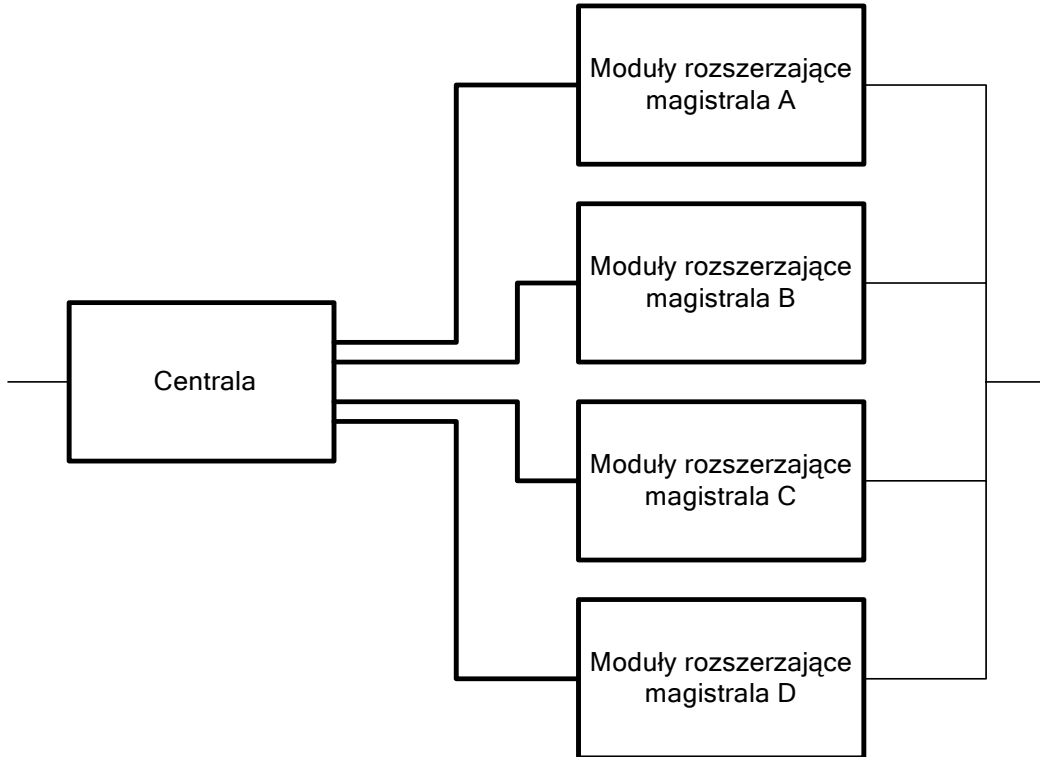 Moduły rozszerzające
magistrala A
Moduły rozszerzające
magistrala B
Centrala
Moduły rozszerzające
magistrala C
Moduły rozszerzające
magistrala D